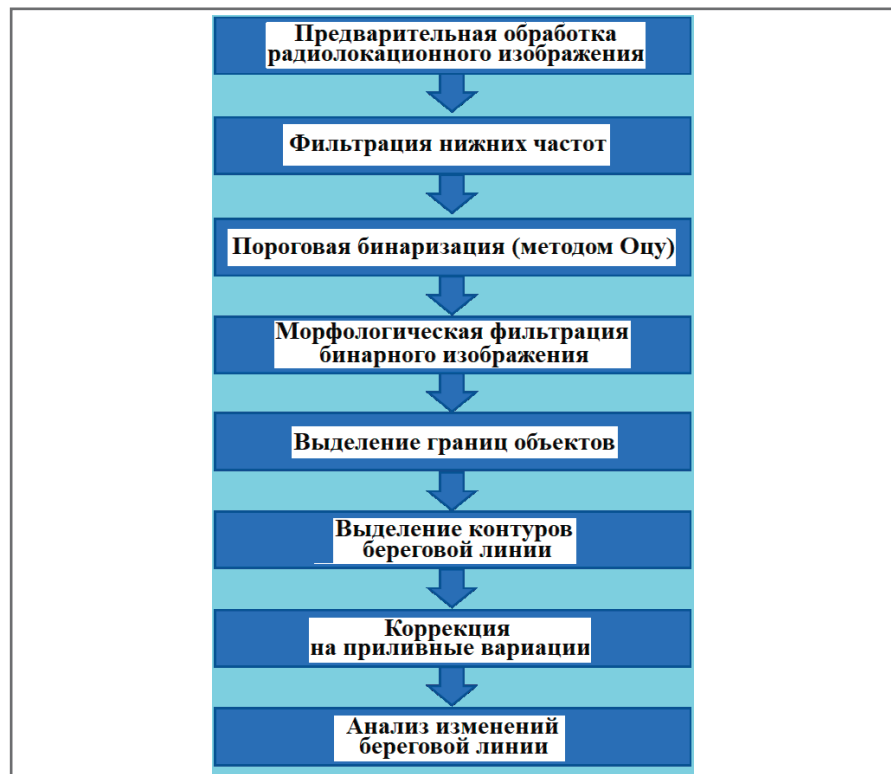 Предварительная обработка
радиолокационного изображения
Фильтрация нижних частот
Пороговая бинаризация (методом Оцу)
Морфологическая фильтрация
бинарного изображения
Выделение границ объектов
Выделение контуров
береговой линии
Коррекция
на приливные вариации
Анализ изменений
береговой линии